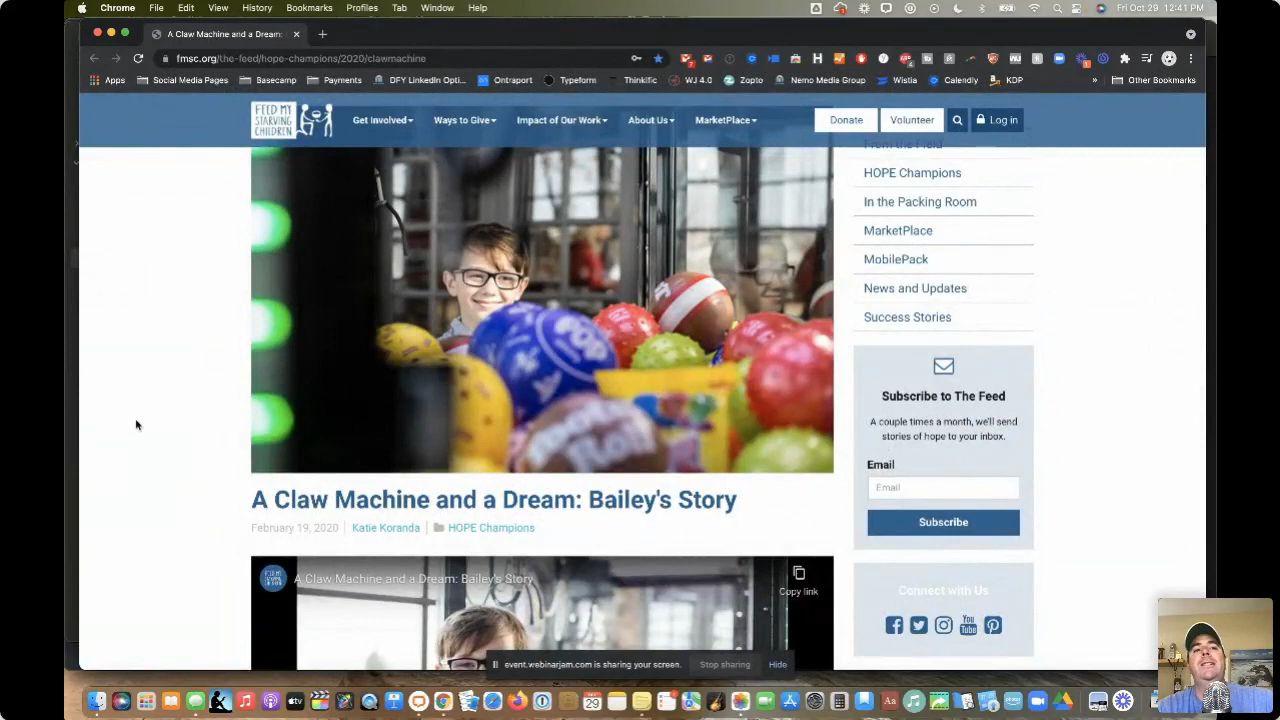 Chrome File Edit View History Bookmarks Profiles Tab Window Help Fri Oct 29 12:41 PM
A Claw Machine and a Dream:
fmsc.org/the-feed/hope-champions/2020/clawmachine
Apps Social Media Pages Basecamp Payments DFY LinkedIn Opti... Ontraport Typeform Thinkific WJ 4.0 Zopto Nemo Media Group Wistia Calendly KDP » Other Bookmarks
FEED MY
STARVING
CHILDREN
Get Involved Ways to Give Impact of Our Work About Us MarketPlace Donate Volunteer Log in
From the Field
HOPE Champions
In the Packing Room
MarketPlace
MobilePack
News and Updates
Success Stories
Subscribe to The Feed
A couple times a month, we'll send
stories of hope to your inbox.
Email
Email
Subscribe
A Claw Machine and a Dream: Bailey's Story
February 19, 2020 Katie Koranda HOPE Champions
A Claw Machine and a Dream: Bailey's Story
Copy link
Connect with Us
You
Tube
event.webinarjam.com is sharing your screen. Stop sharing Hide